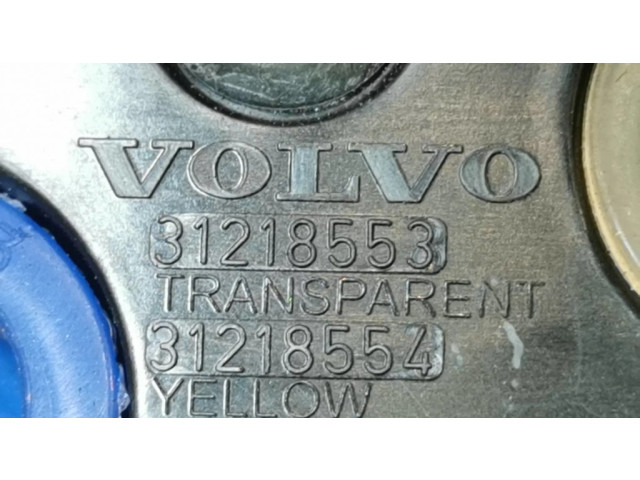 VOLVO
31218553
TRANSPARENT
31218554
YELLOW